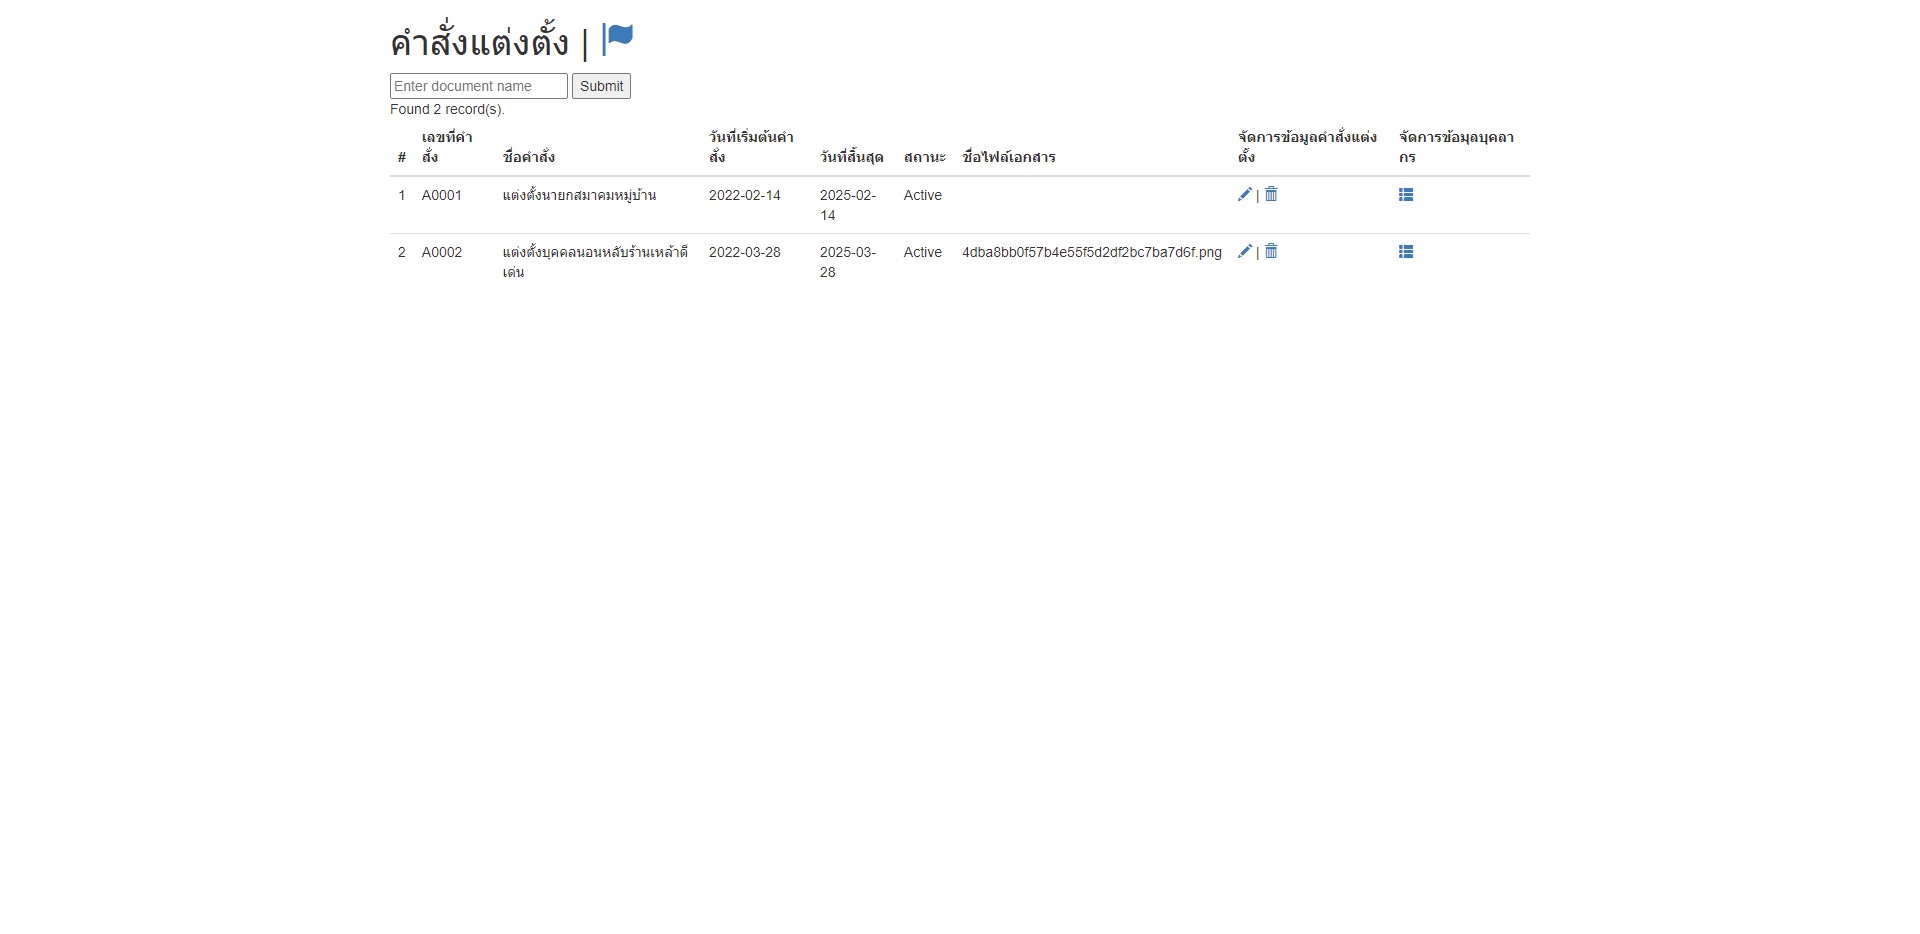 คำสั่งแต่งตั้ง |
Enter document name Submit
Found 2 record(s).
# เลขที่คำสั่ง ชื่อคำสั่ง วันที่เริ่มต้นคำสั่ง วันที่สิ้นสุด สถานะ ชื่อไฟล์เอกสาร จัดการข้อมูลคำสั่งแต่งตั้ง จัดการข้อมุลบุคลากร
1 A0001 แต่งตั้งนายกสมาคมหมู่บ้าน 2022-02-14 2025-02-14 Active |
2 A0002 แต่งตั้งบุคคลนอนหลับร้านเหล้าดีเด่น 2022-03-28 2025-03-28 Active 4dba8bb0f57b4e55f5d2df2bc7ba7d6f.png |